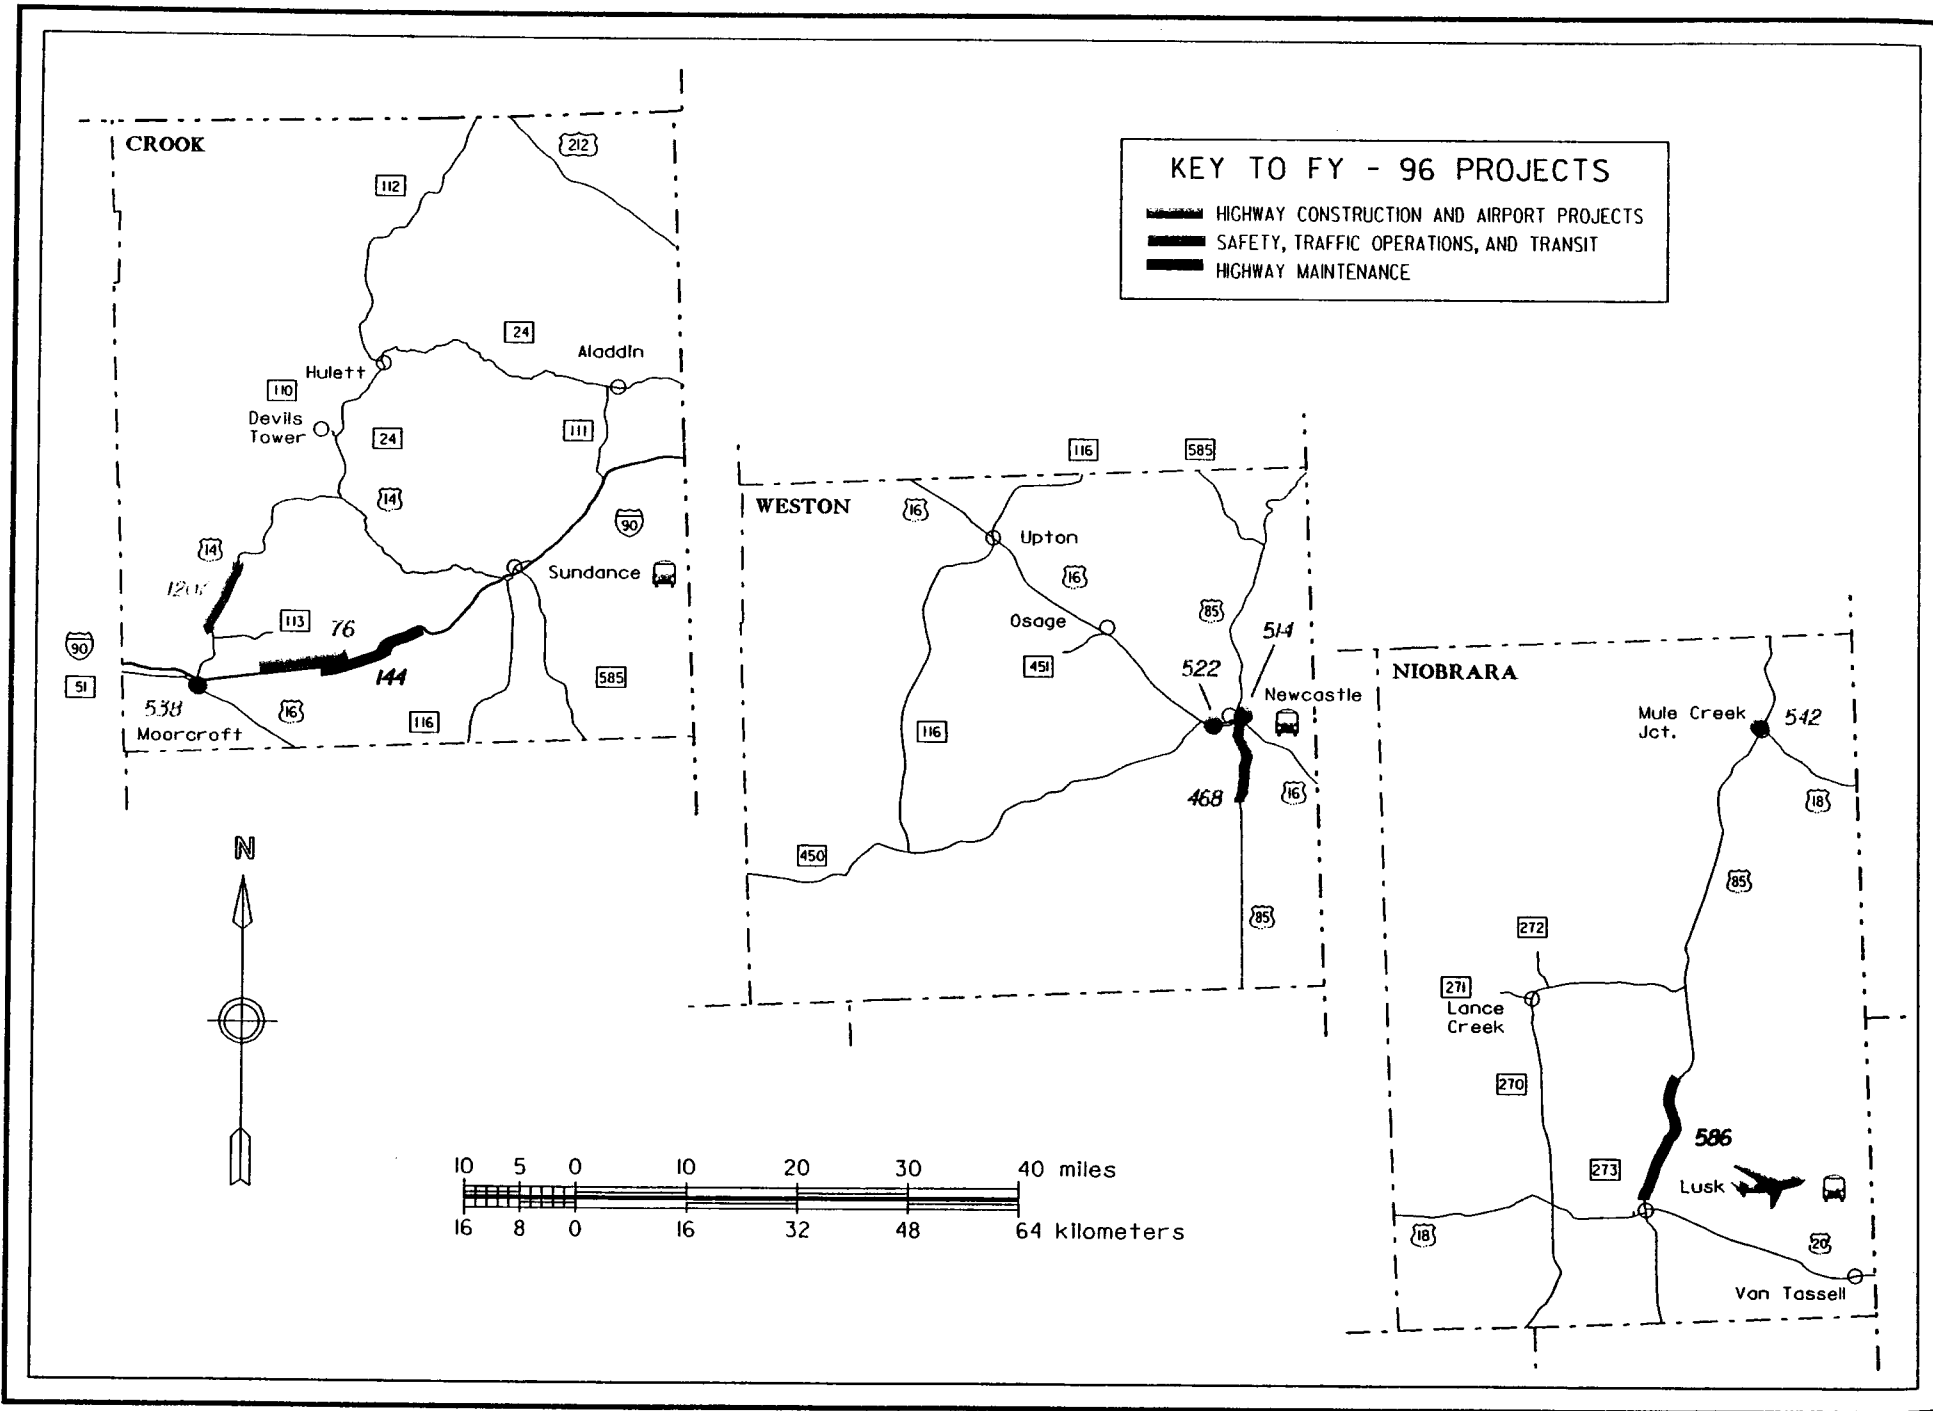 CROOK
212
112
24
Aladdin
Hulett
110
Devils
Tower
24
111
14
90
14
Sundance
113
76
90
51
144
585
538
16
116
Moorcroft
KEY TO FY - 96 PROJECTS
HIGHWAY CONSTRUCTION AND AIRPORT PROJECTS
SAFETY, TRAFFIC OPERATIONS, AND TRANSIT
HIGHWAY MAINTENANCE
116
585
WESTON
16
Upton
16
85
Osage
514
451
522
Newcastle
116
468
16
450
85
NIOBRARA
Mule Creek
Jct.
542
18
85
272
271
Lance
Creek
270
586
273
Lusk
18
20
Van Tassell
N
10 5 0 10 20 30 40 miles
16 8 0 16 32 48 64 kilometers